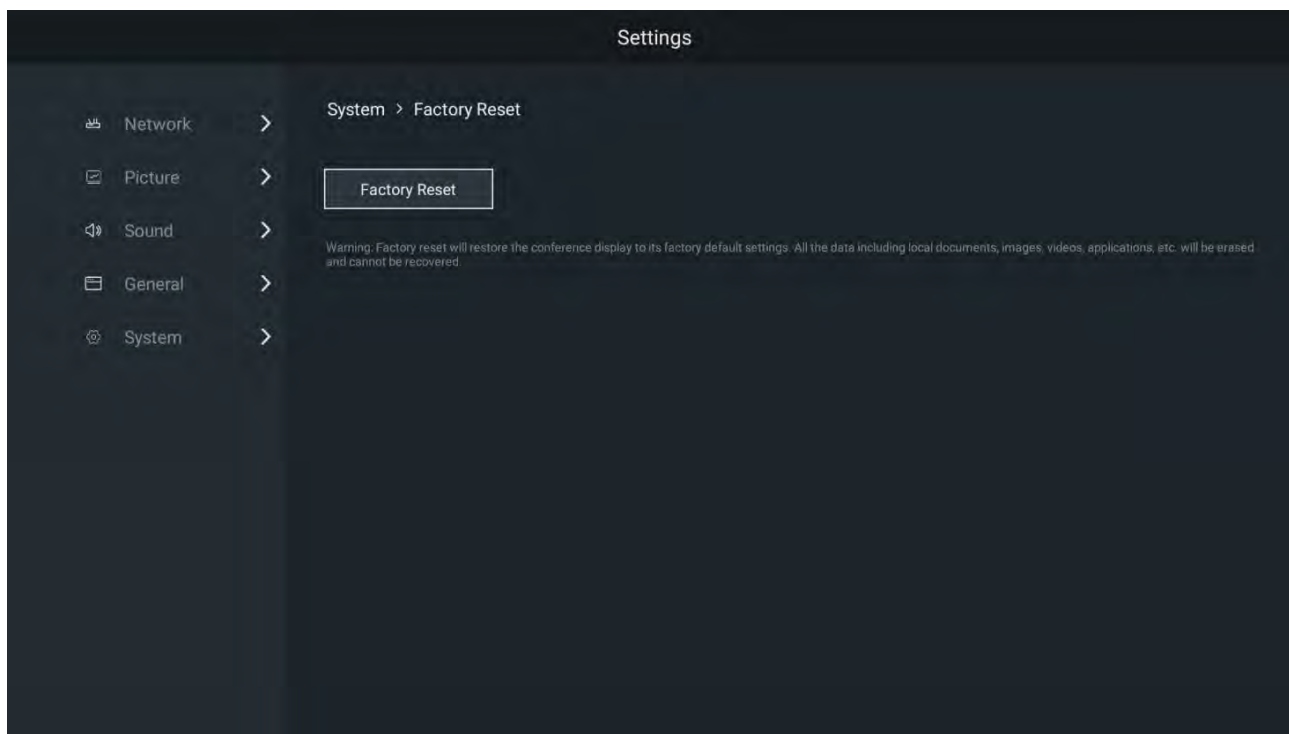 Settings
Network
Picture
Sound
General
System
System > Factory Reset
Factory Reset
Warning: Factory reset will restore the conference display to its factory default settings. All the data including local documents, images, videos, applications, etc. will be erased
and cannot be recovered.